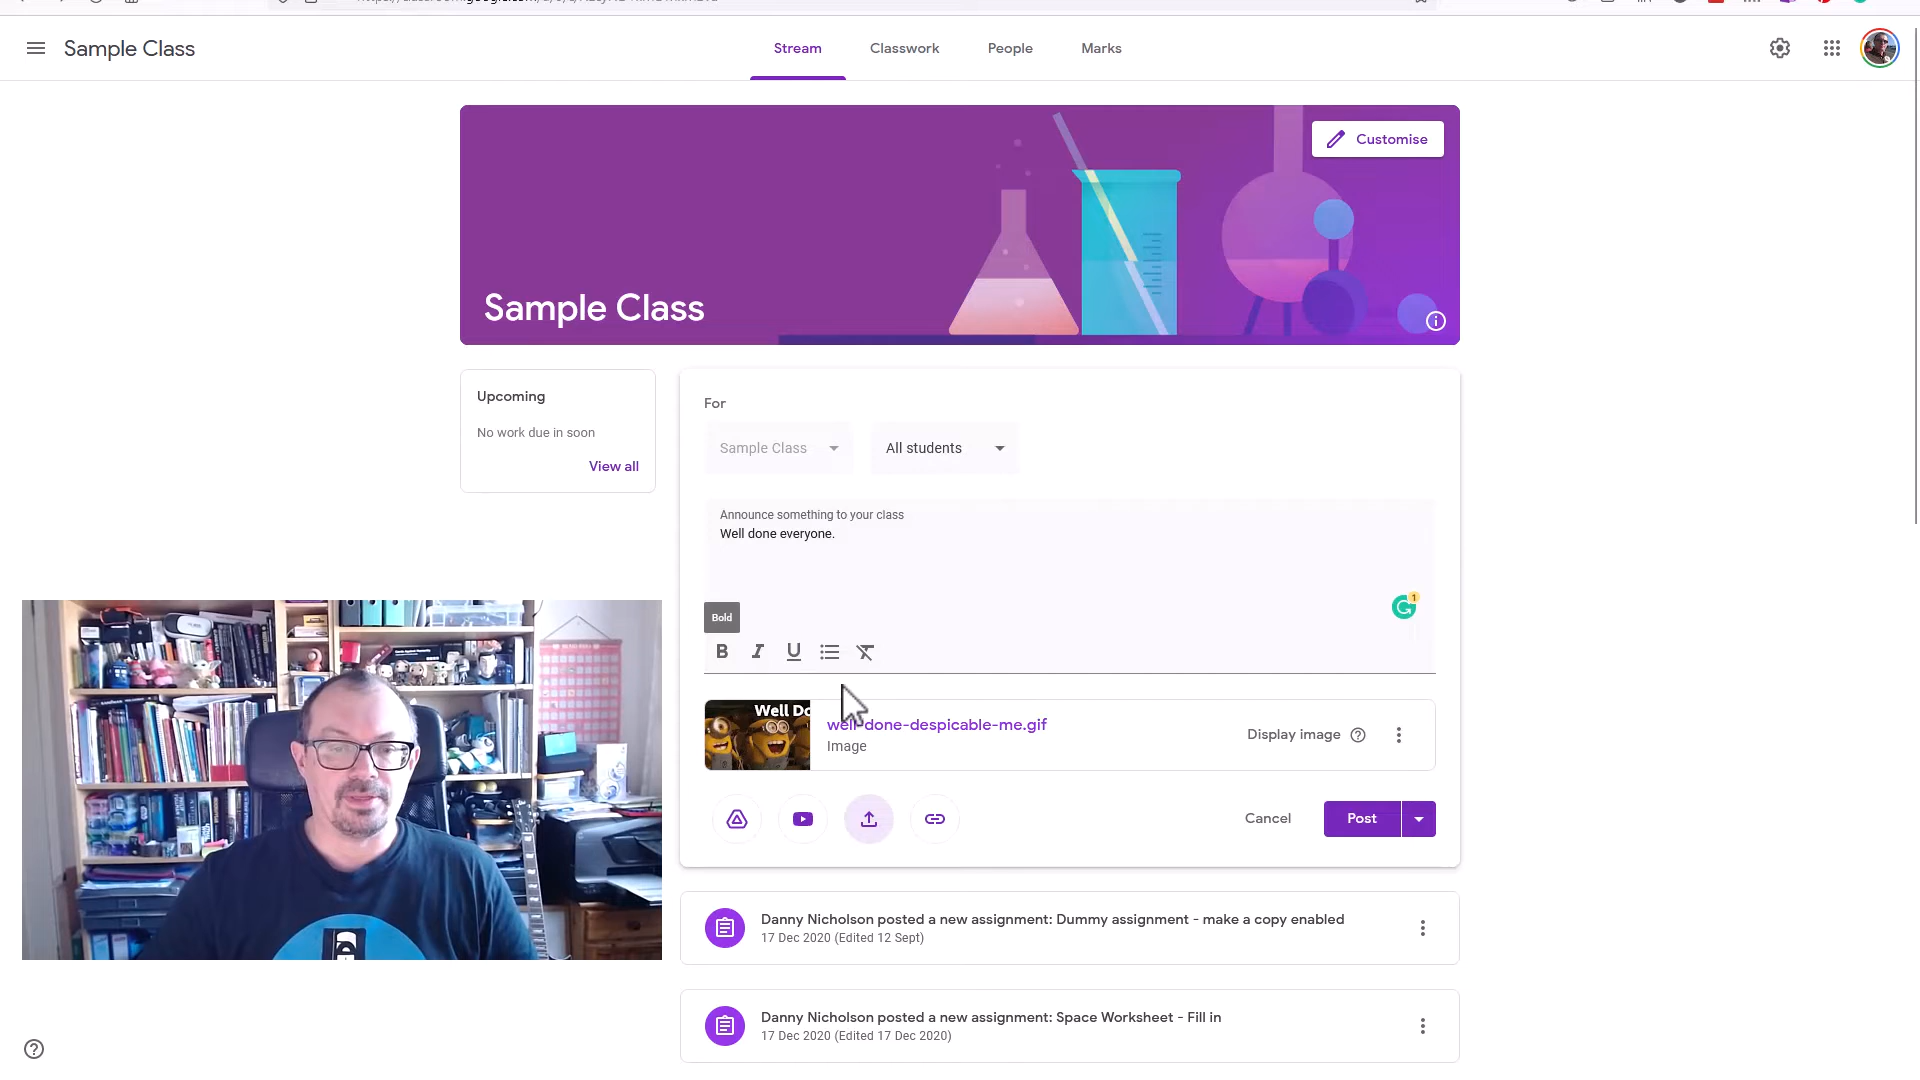 Sample Class
Stream
Classwork
People
Marks
Customise
Sample Class
Upcoming
No work due in soon
View all
For
Sample Class
All students
Announce something to your class
Well done everyone.
1
Bold
B I U
Well Do
well-done-despicable-me.gif
Image
Display image
Cancel
Post
Danny Nicholson posted a new assignment: Dummy assignment - make a copy enabled
17 Dec 2020 (Edited 12 Sept)
Danny Nicholson posted a new assignment: Space Worksheet - Fill in
17 Dec 2020 (Edited 17 Dec 2020)